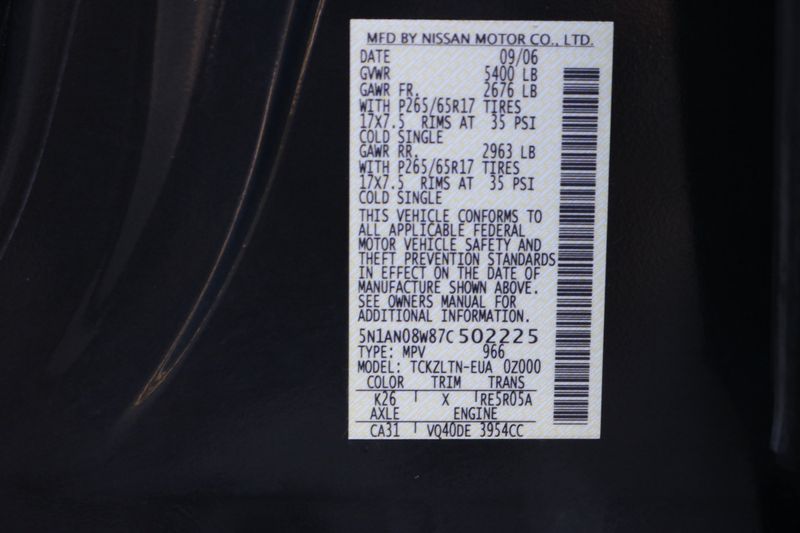 MFD BY NISSAN MOTOR CO., LTD.
DATE 09/06
GVWR 5400 LB
GAWR FR. 2676 LB
WITH P265/65R17 TIRES
17X7.5 RIMS AT 35 PSI
COLD SINGLE
GAWR RR. 2963 LB
WITH P265/65R17 TIRES
17X7.5 RIMS AT 35 PSI
COLD SINGLE
THIS VEHICLE CONFORMS TO
ALL APPLICABLE FEDERAL
MOTOR VEHICLE SAFETY AND
THEFT PREVENTION STANDARDS
IN EFFECT ON THE DATE OF
MANUFACTURE SHOWN ABOVE.
SEE OWNERS MANUAL FOR
ADDITIONAL INFORMATION.
5N1AN08W87C502225
TYPE: MPV 966
MODEL: TCKZLTN-EUA 0Z000
COLOR TRIM TRANS
K26 X RE5R05A
AXLE ENGINE
CA31 VQ40DE 3954CC